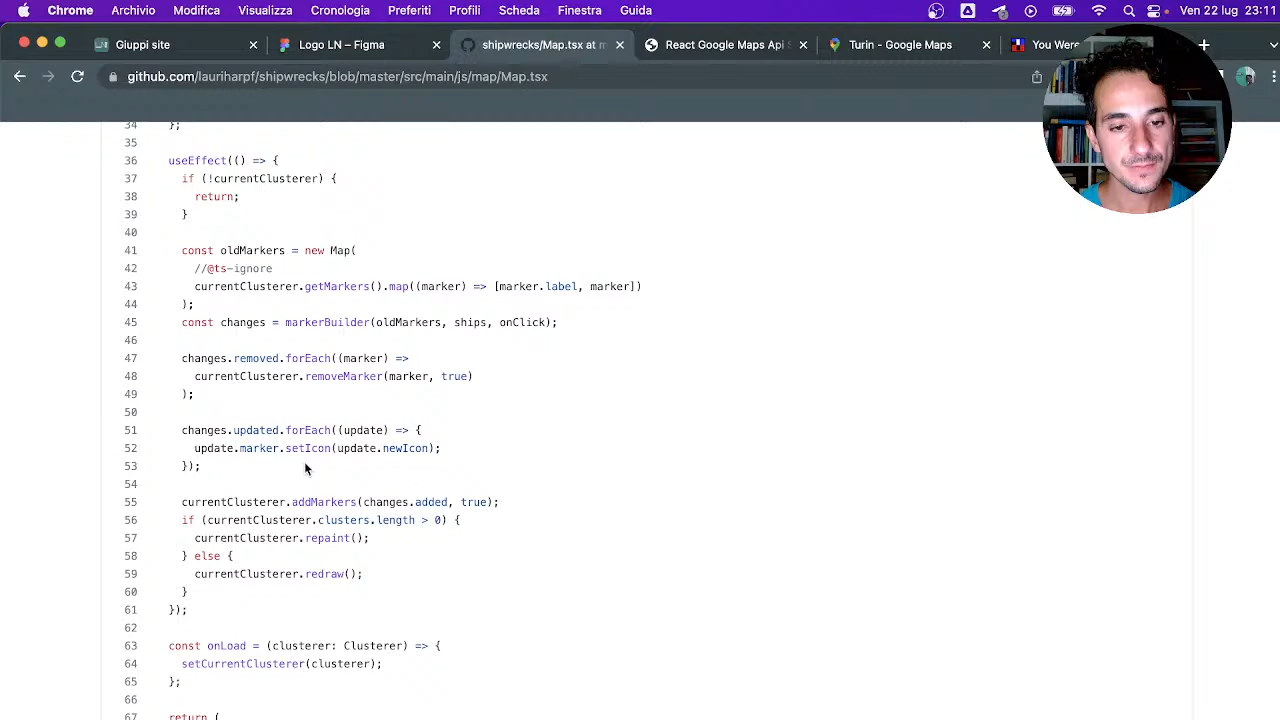 Chrome Archivio Modifica Visualizza Cronologia Preferiti Profili Scheda Finestra Guida Ven 22 lug 23:11
Giuppi site Logo LN – Figma shipwrecks/Map.tsx at m React Google Maps Api S Turin - Google Maps You Were
github.com/lauriharpf/shipwrecks/blob/master/src/main/js/map/Map.tsx
34 };
35
36 useEffect(() => {
37 if (!currentClusterer) {
38 return;
39 }
40
41 const oldMarkers = new Map(
42 //@ts-ignore
43 currentClusterer.getMarkers().map((marker) => [marker.label, marker])
44 );
45 const changes = markerBuilder(oldMarkers, ships, onClick);
46
47 changes.removed.forEach((marker) =>
48 currentClusterer.removeMarker(marker, true)
49 );
50
51 changes.updated.forEach((update) => {
52 update.marker.setIcon(update.newIcon);
53 });
54
55 currentClusterer.addMarkers(changes.added, true);
56 if (currentClusterer.clusters.length > 0) {
57 currentClusterer.repaint();
58 } else {
59 currentClusterer.redraw();
60 }
61 });
62
63 const onLoad = (clusterer: Clusterer) => {
64 setCurrentClusterer(clusterer);
65 };
66
67 return (